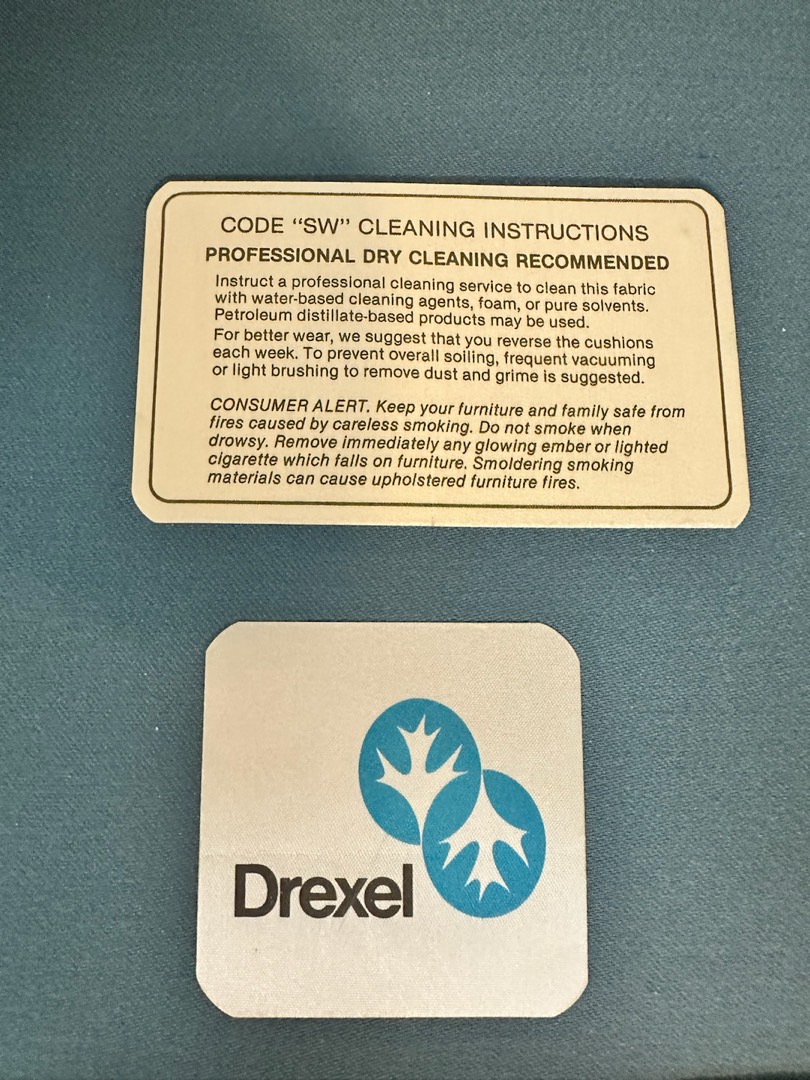 CODE “SW” CLEANING INSTRUCTIONS
PROFESSIONAL DRY CLEANING RECOMMENDED
Instruct a professional cleaning service to clean this fabric
with water-based cleaning agents, foam, or pure solvents.
Petroleum distillate-based products may be used.
For better wear, we suggest that you reverse the cushions
each week. To prevent overall soiling, frequent vacuuming
or light brushing to remove dust and grime is suggested.
CONSUMER ALERT. Keep your furniture and family safe from
fires caused by careless smoking. Do not smoke when
drowsy. Remove immediately any glowing ember or lighted
cigarette which falls on furniture. Smoldering smoking
materials can cause upholstered furniture fires.
Drexel